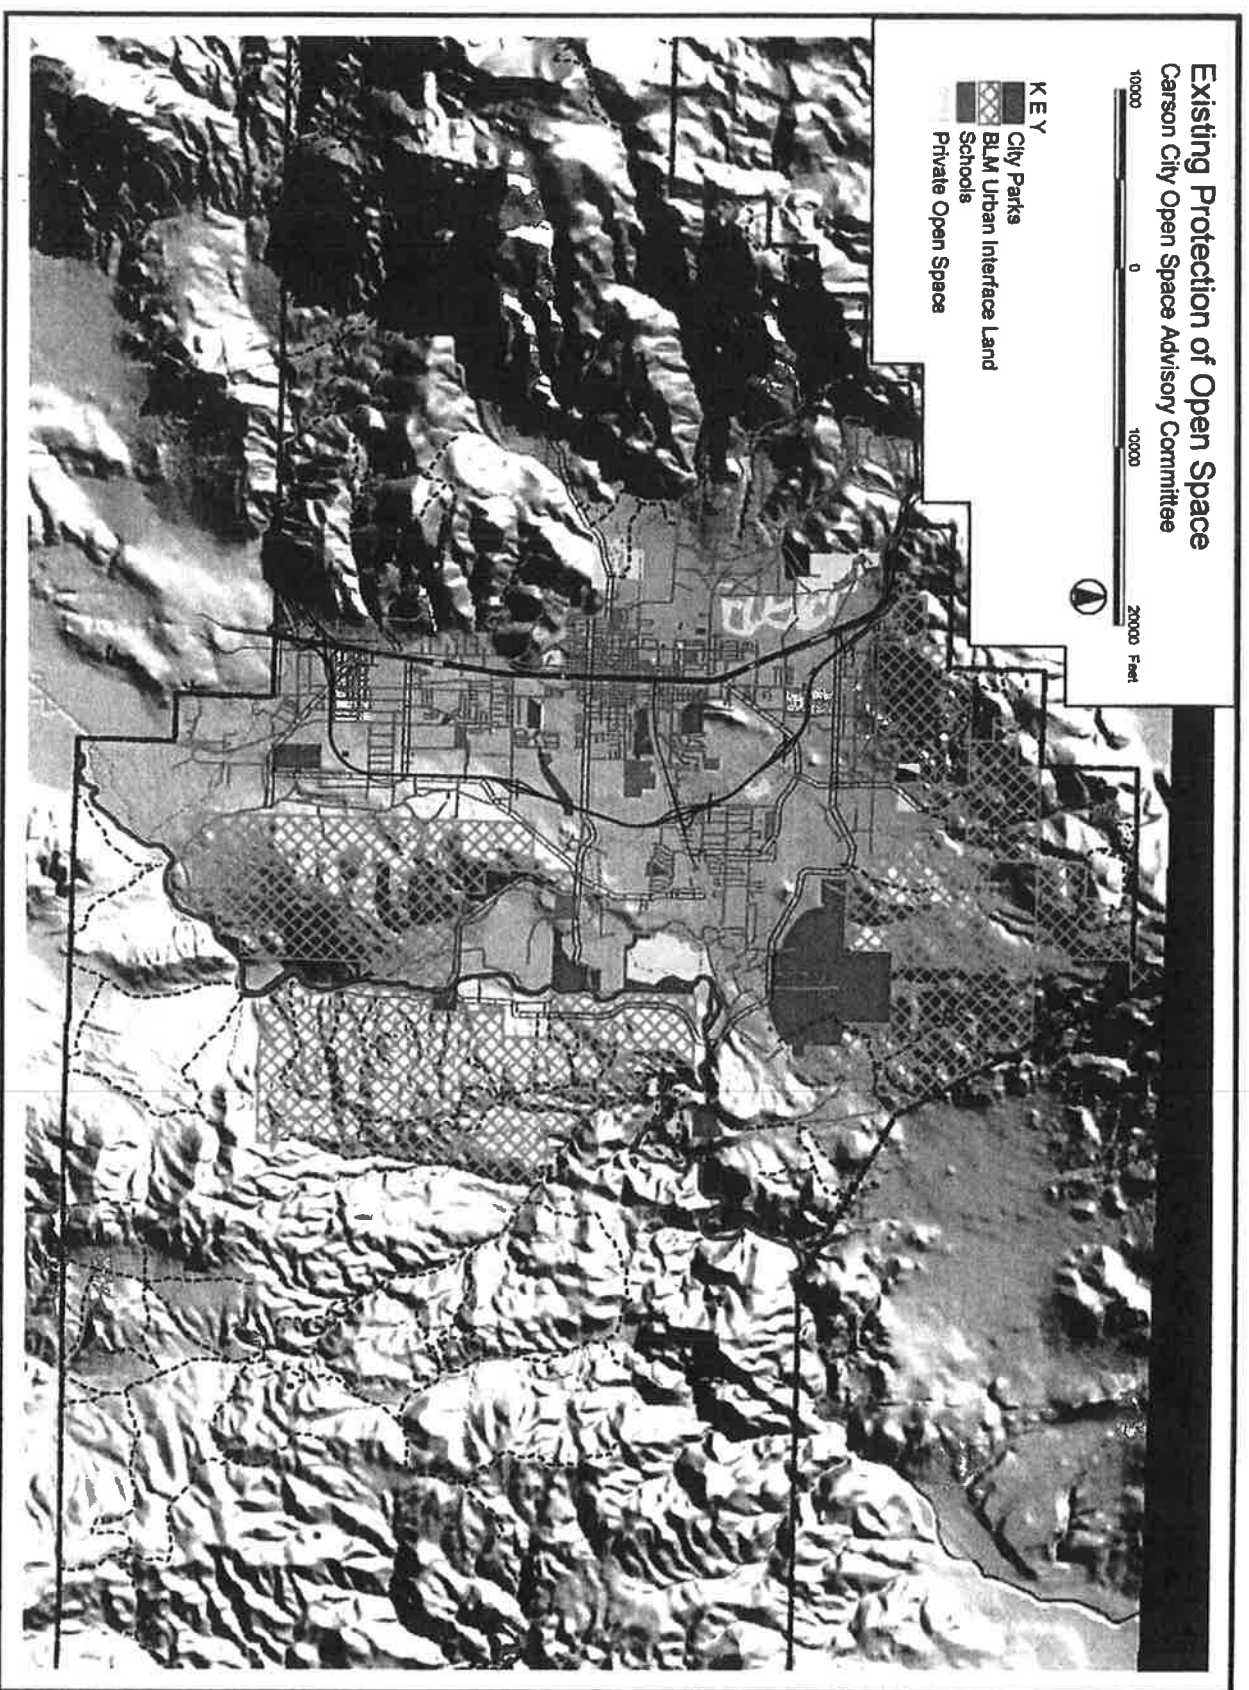 Existing Protection of Open Space
Carson City Open Space Advisory Committee
10000 0 10000 20000 Feet
KEY
City Parks
BLM Urban Interface Land
Schools
Private Open Space